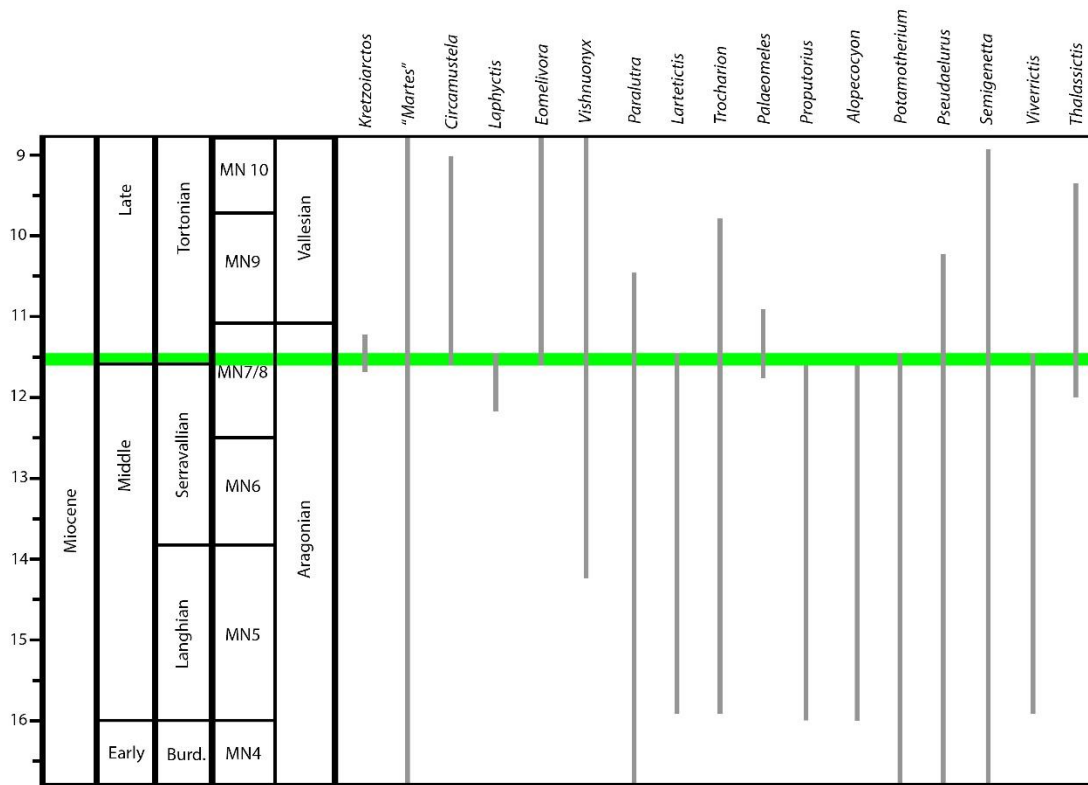 Kretzoiarctos
“Martes”
Circamustela
Laphyctis
Eomelivora
Vishnuonyx
Paralutra
Lartetictis
Trocharion
Palaeomeles
Proputorius
Alopecocyon
Potamotherium
Pseudaelurus
Semigenetta
Viverrictis
Thalassictis
9
10
11
12
13
14
15
16
Miocene
Late
Middle
Early
Tortonian
Serravallian
Langhian
Burd.
MN 10
MN9
MN7/8
MN6
MN5
MN4
Vallesian
Aragonian